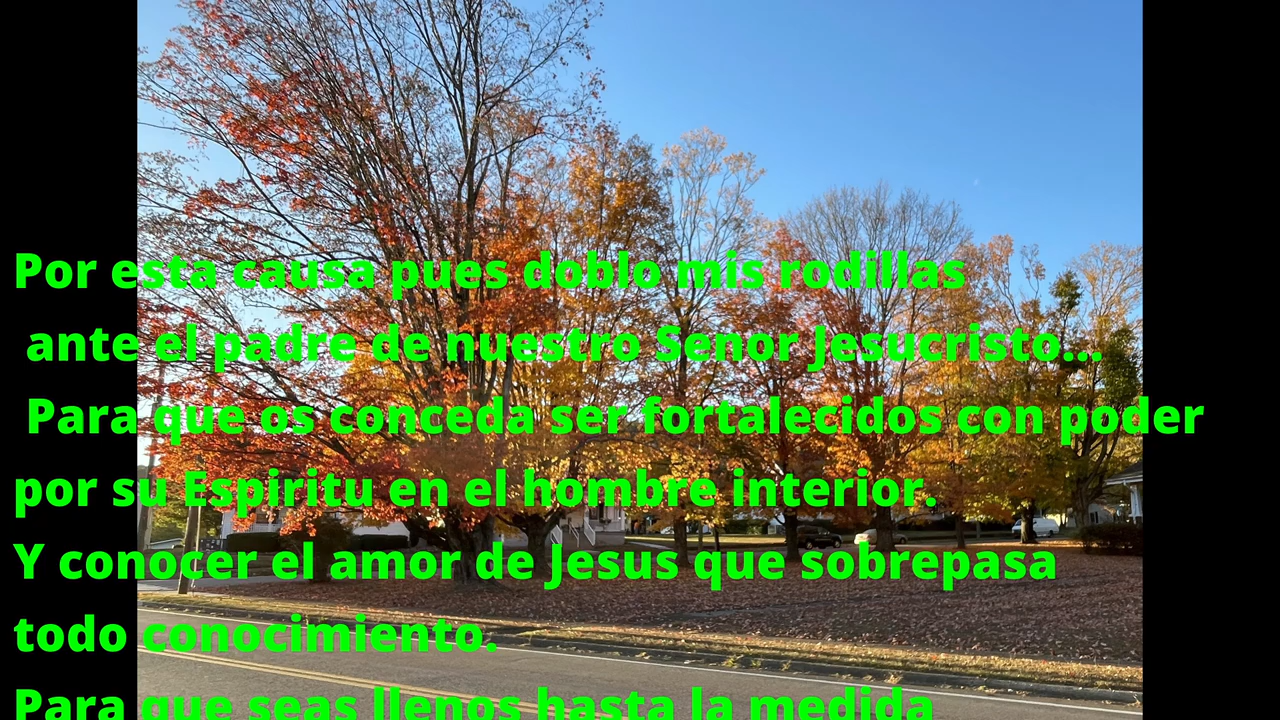 Por esta causa pues doblo mis rodillas
ante el padre de nuestro Senor Jesucristo...
Para que os conceda ser fortalecidos con poder
por su Espiritu en el hombre interior.
Y conocer el amor de Jesus que sobrepasa
todo conocimiento.
Para que seas llenos hasta la medida